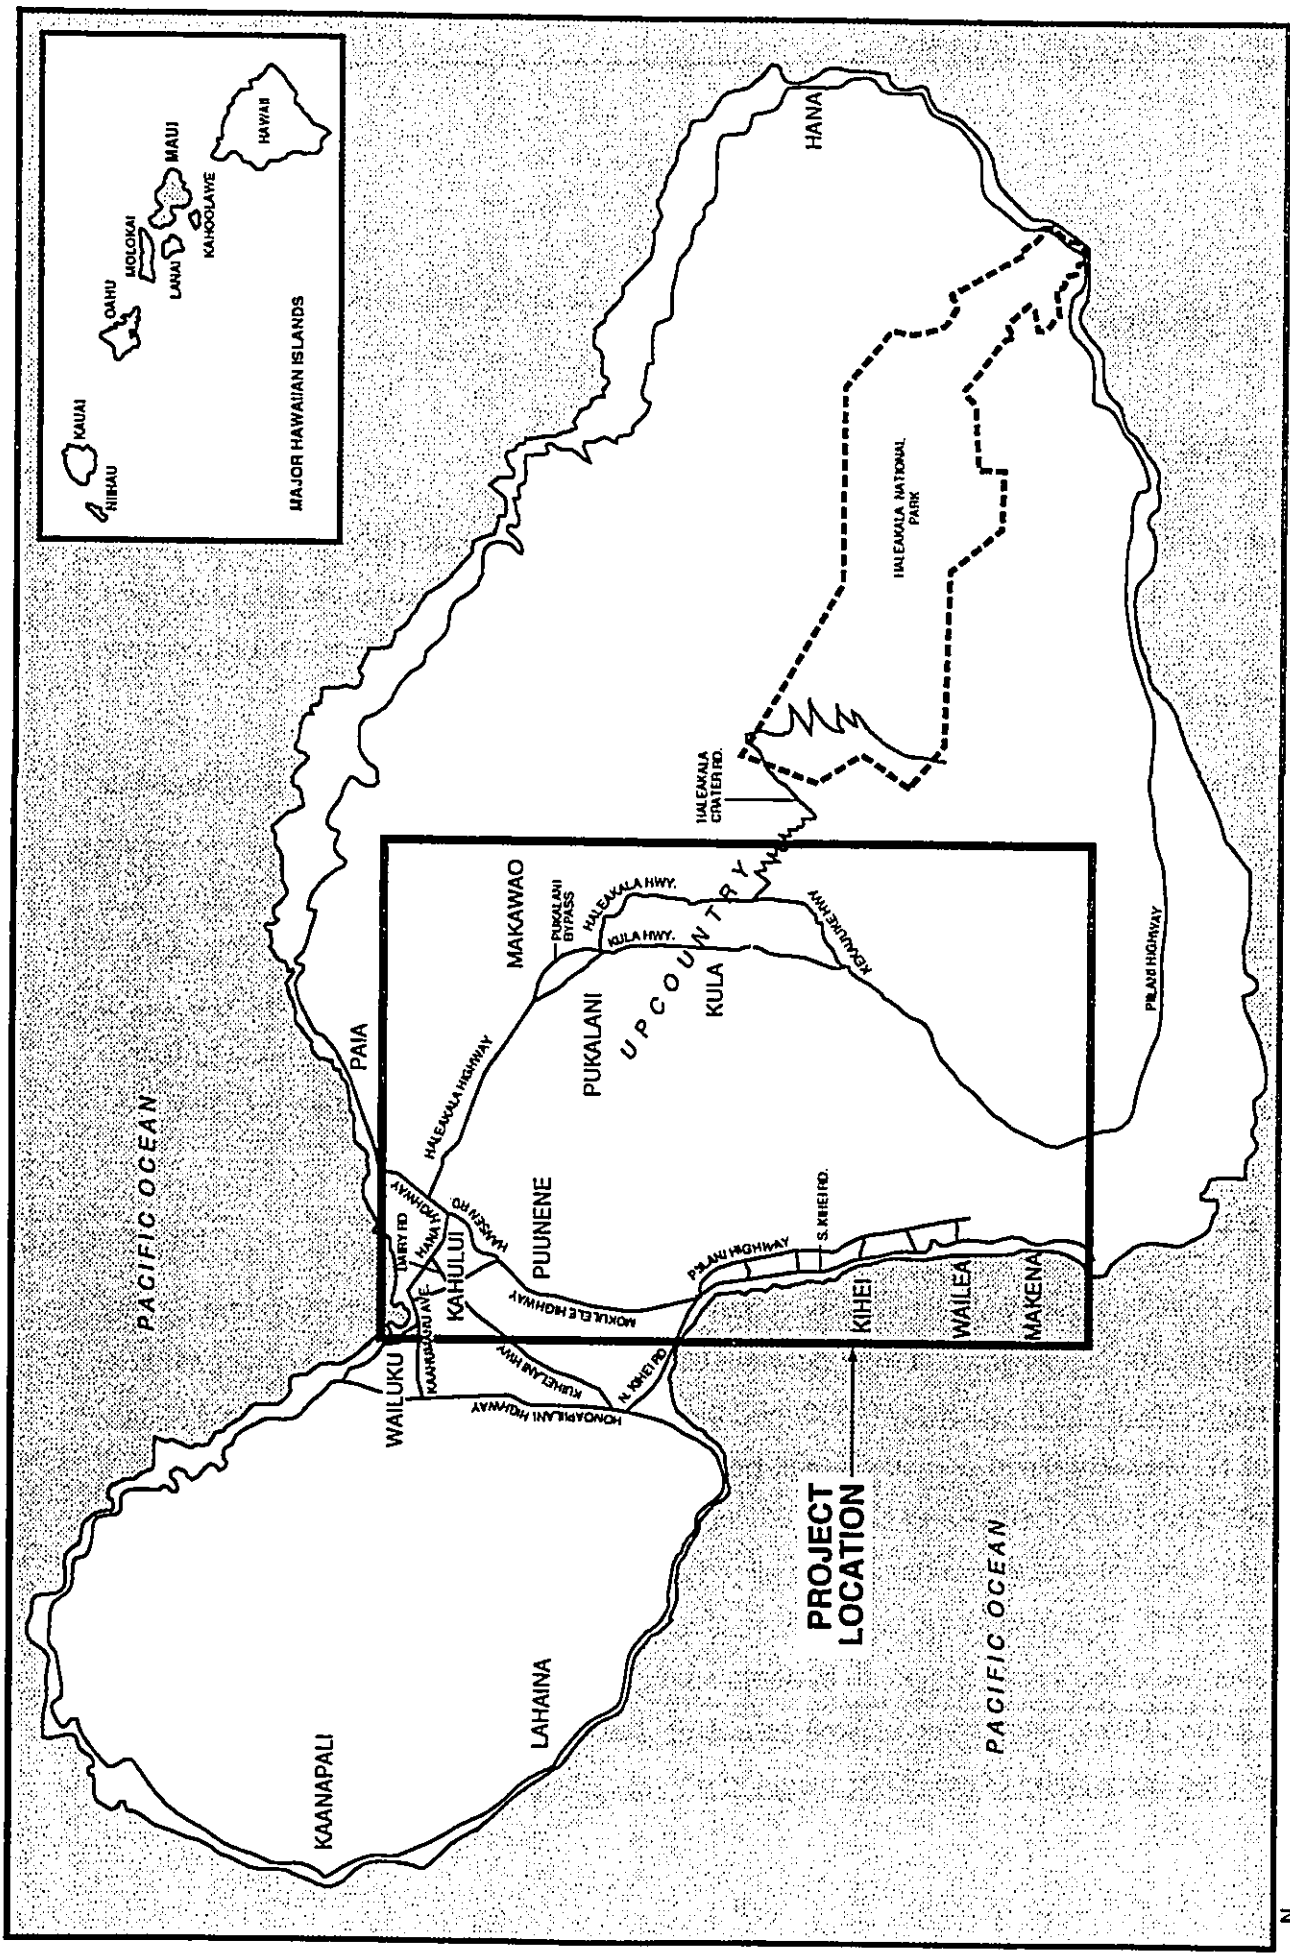 MAJOR HAWAIIAN ISLANDS
NIIHAU
KAUAI
OAHU
MOLOKAI
LANAI
MAUI
KAHOOLAWE
HAWAII
PACIFIC OCEAN
KAANAPALI
LAHAINA
WAILUKU
KAHULUI
PAIA
PUUNENE
MAKAWAO
PUKALANI
UPCOUNTRY
KULA
HANA
KIHEI
WAILEA
MAKENA
KAAHUMANU AVE.
DAIRY RD
HANA HIGHWAY
HANSEN RD.
HALEAKALA HIGHWAY
PUKALANI
BYPASS
HALEAKALA HWY.
KULA HWY.
KEKAULIKE HWY
HALEAKALA
CRATER RD.
HALEAKALA NATIONAL
PARK
HONOAPIILANI HIGHWAY
KUIHELANI HWY
MOKULELE HIGHWAY
N. KIHEI RD
PIILANI HIGHWAY
S. KIHEI RD.
PIILANI HIGHWAY
PROJECT
LOCATION
PACIFIC OCEAN
N